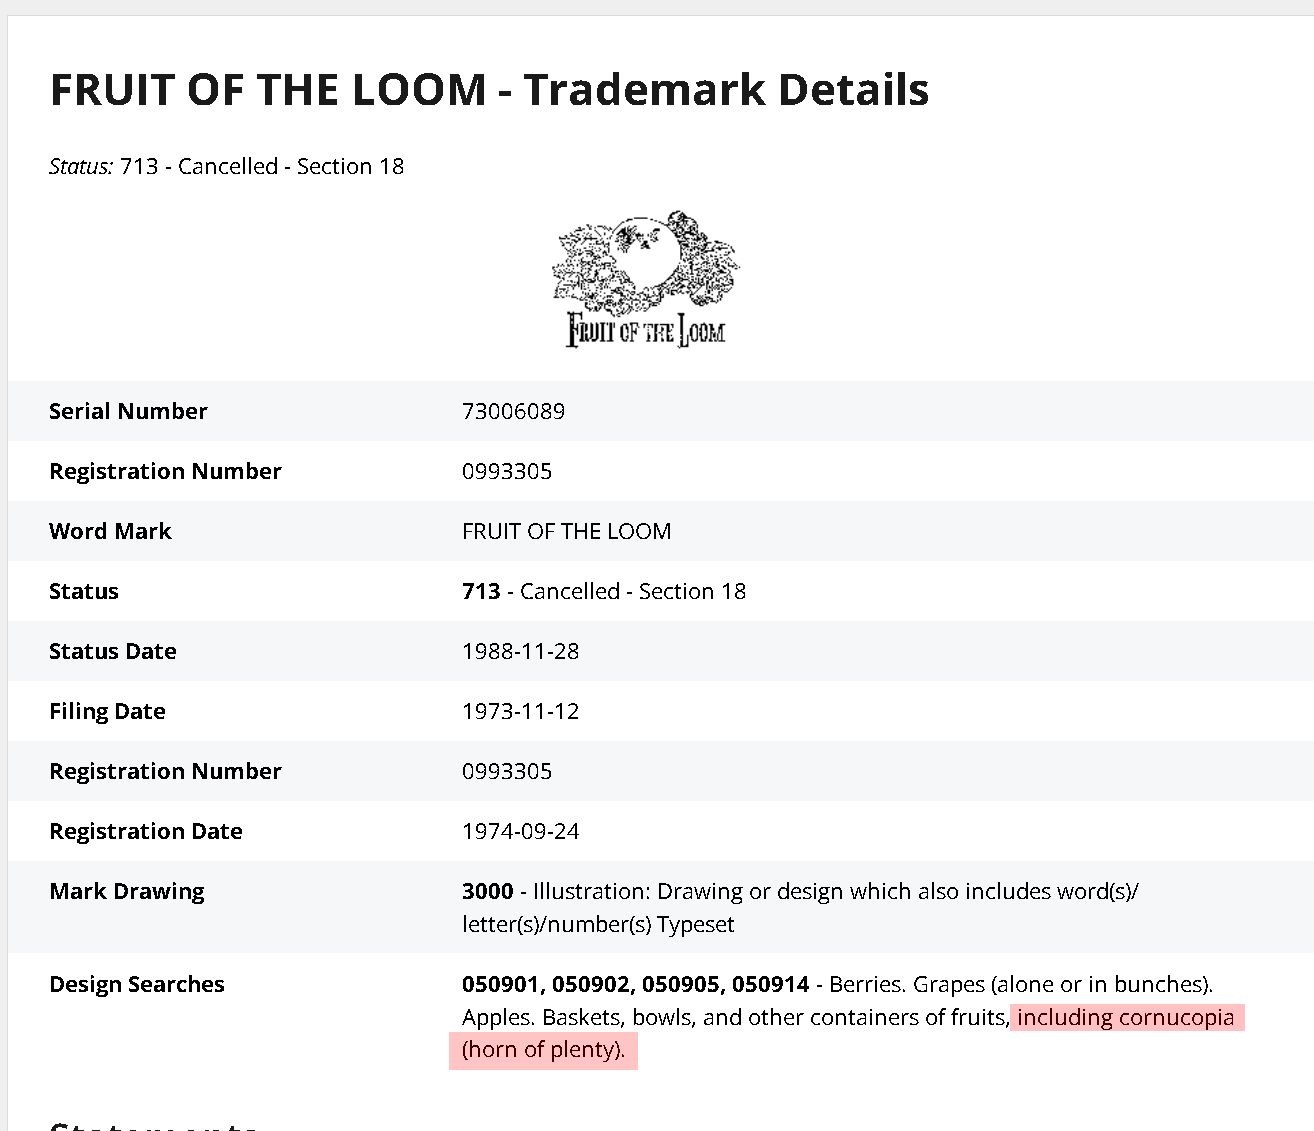 FRUIT OF THE LOOM - Trademark Details
Status: 713 - Cancelled - Section 18
FRUIT OF THE LOOM
Serial Number 73006089
Registration Number 0993305
Word Mark FRUIT OF THE LOOM
Status 713 - Cancelled - Section 18
Status Date 1988-11-28
Filing Date 1973-11-12
Registration Number 0993305
Registration Date 1974-09-24
Mark Drawing 3000 - Illustration: Drawing or design which also includes word(s)/
letter(s)/number(s) Typeset
Design Searches 050901, 050902, 050905, 050914 - Berries. Grapes (alone or in bunches).
Apples. Baskets, bowls, and other containers of fruits, including cornucopia
(horn of plenty).
Statements